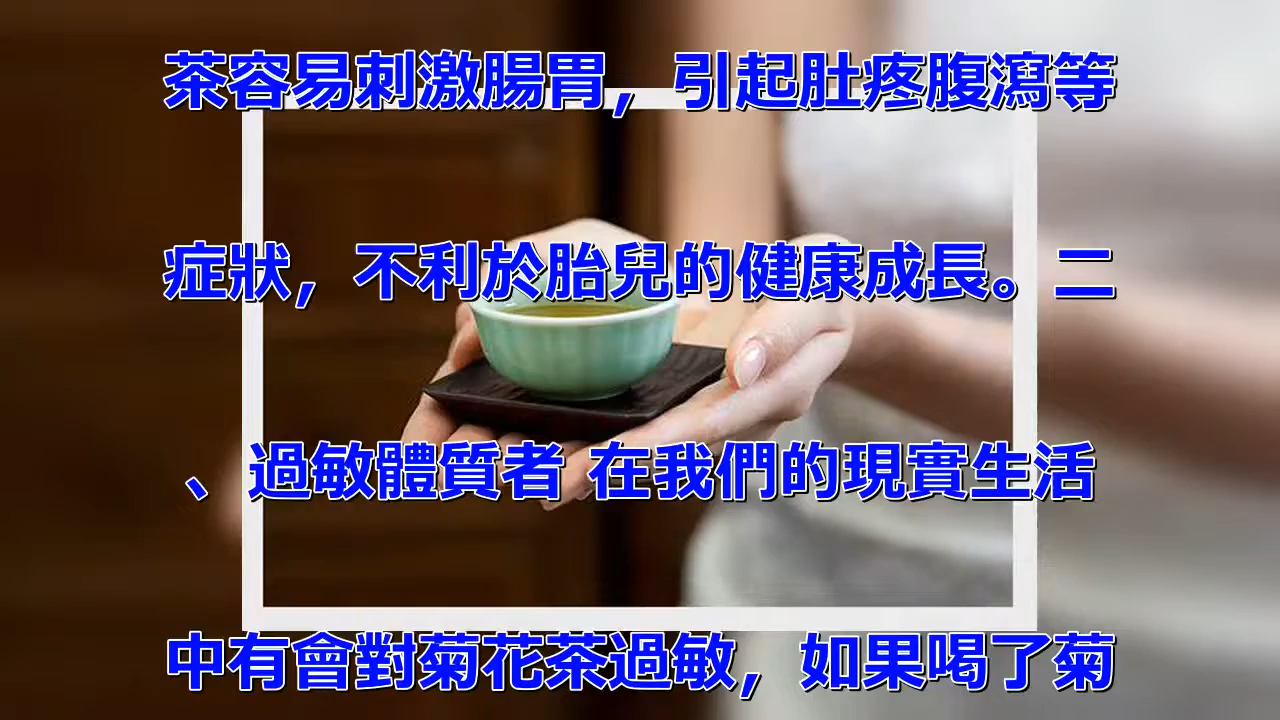 茶容易刺激腸胃，引起肚疼腹瀉等
症狀，不利於胎兒的健康成長。二
、過敏體質者 在我們的現實生活
中有會對菊花茶過敏，如果喝了菊